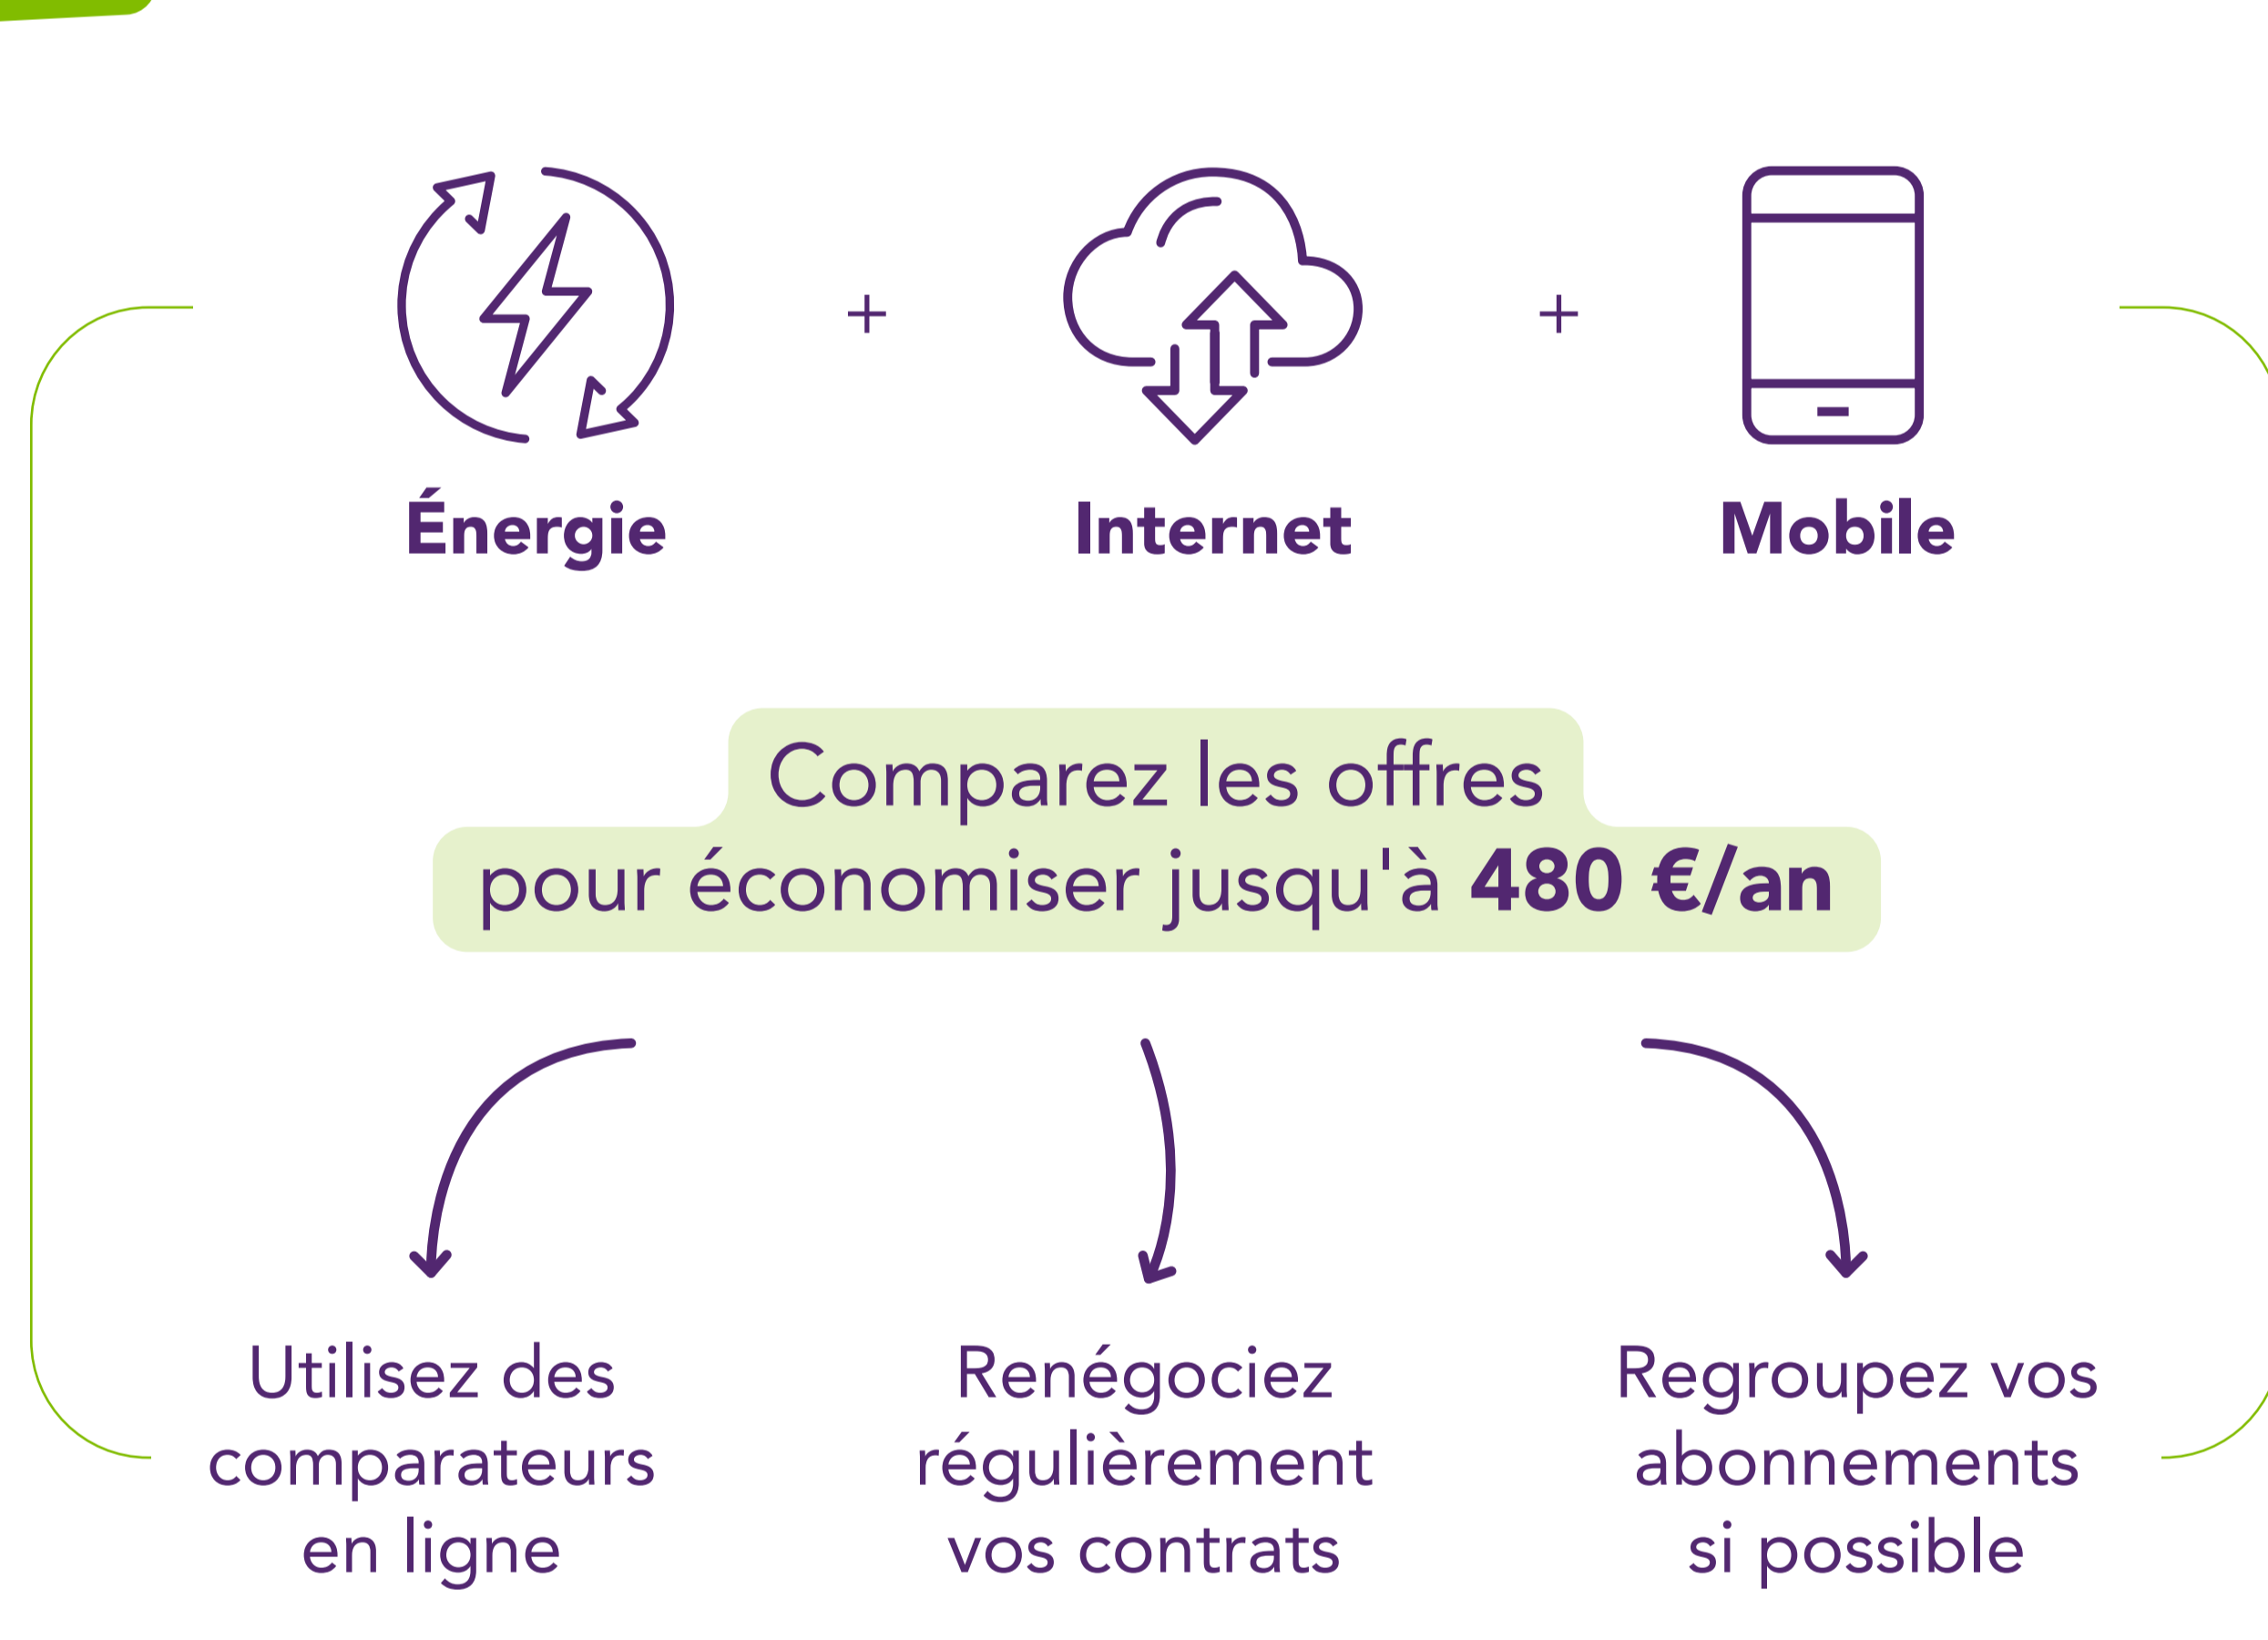 Énergie + Internet + Mobile
Comparez les offres
pour économiser jusqu'à 480 €/an
Utilisez des
comparateurs
en ligne
Renégociez
régulièrement
vos contrats
Regroupez vos
abonnements
si possible